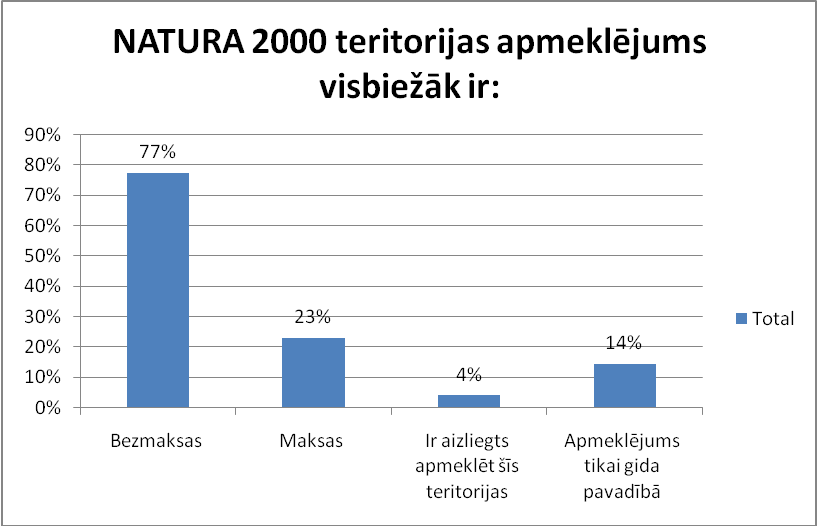 NATURA 2000 teritorijas apmeklējums
visbiežāk ir:
90%
80%
70%
60%
50%
40%
30%
20%
10%
0%
77%
23%
4%
14%
Bezmaksas
Maksas
Ir aizliegts
apmeklēt šīs
teritorijas
Apmeklējums
tikai gida
pavadībā
Total